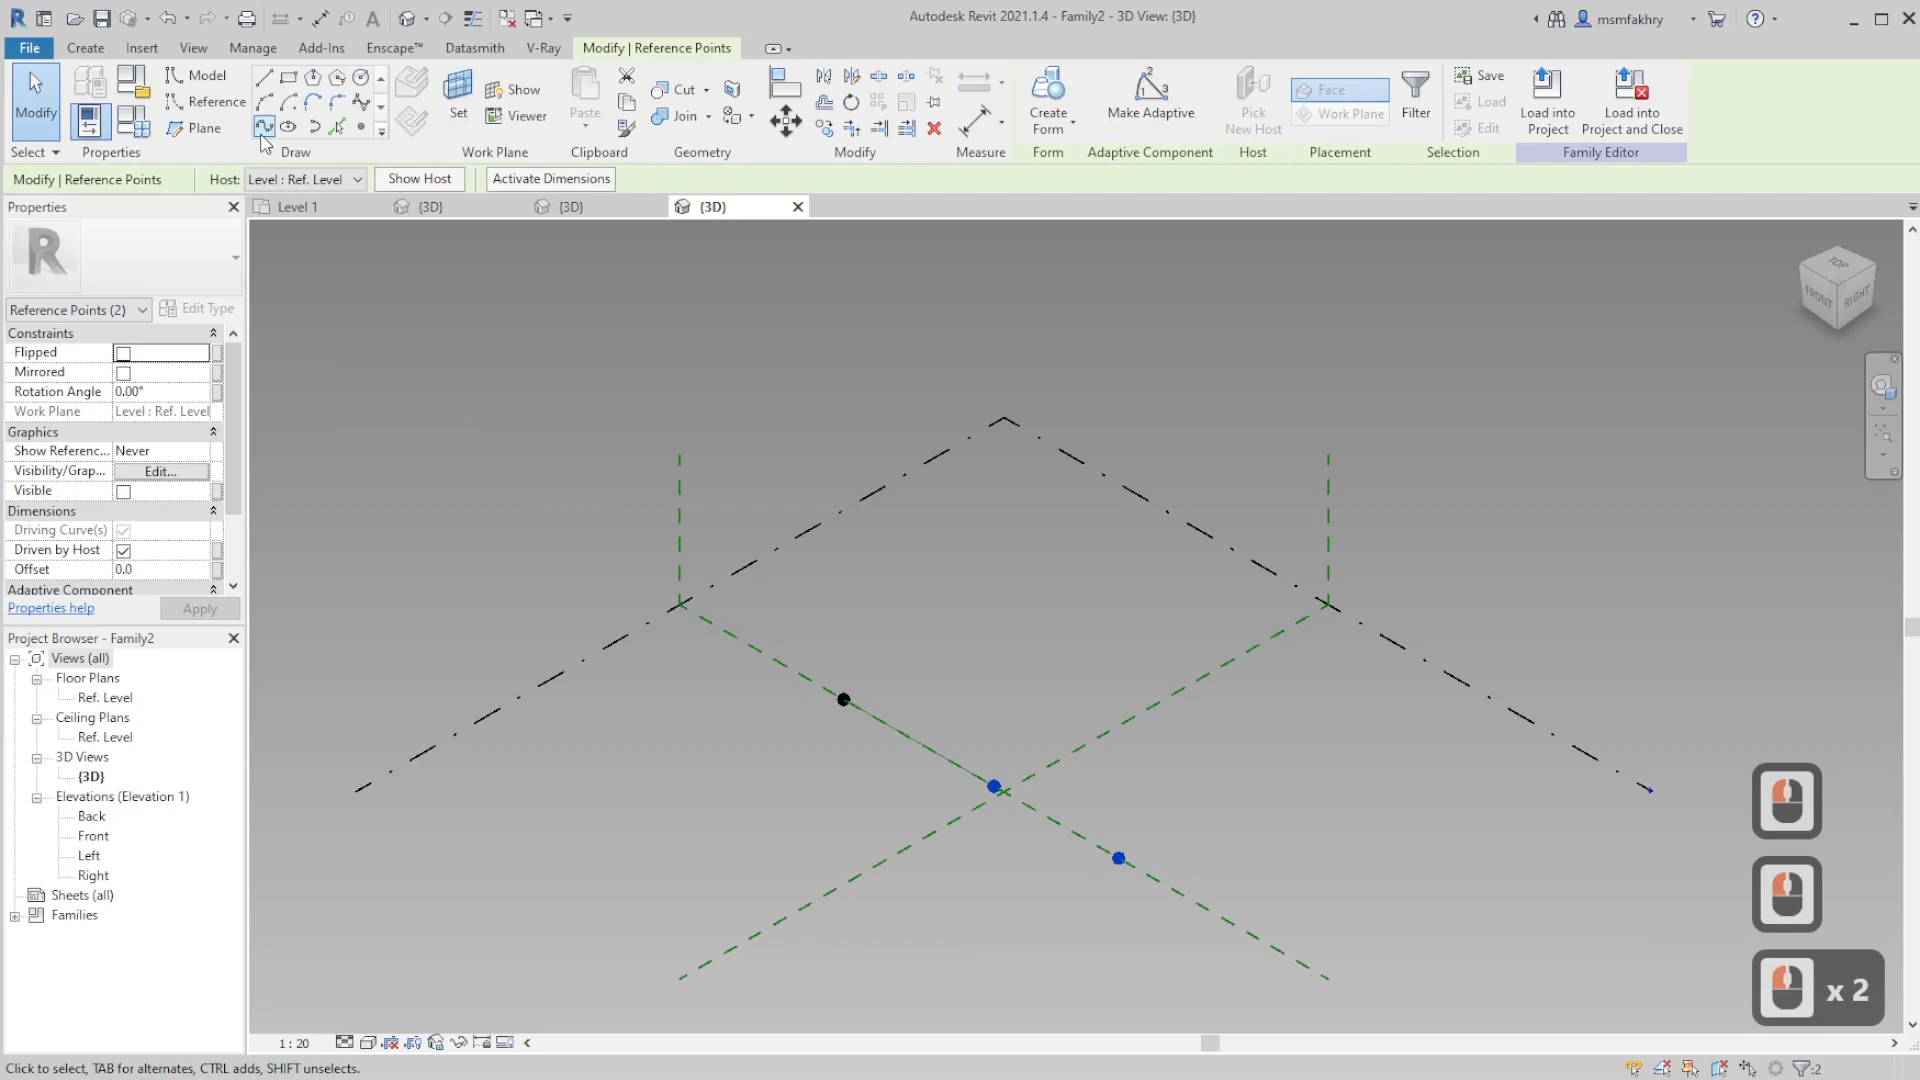 Autodesk Revit 2021.1.4 - Family2 - 3D View: {3D}
msmfakhry
File
Create
Insert
View
Manage
Add-Ins
Enscape™
Datasmith
V-Ray
Modify | Reference Points
Modify
Model
Reference
Plane
Set
Show
Viewer
Paste
Cut
Join
Create
Form
Make Adaptive
Pick
New Host
Face
Work Plane
Filter
Save
Load
Edit
Load into
Project
Load into
Project and Close
Select
Properties
Draw
Work Plane
Clipboard
Geometry
Modify
Measure
Form
Adaptive Component
Host
Placement
Selection
Family Editor
Modify | Reference Points
Host: Level : Ref. Level
Show Host
Activate Dimensions
Properties
Level 1
{3D}
{3D}
{3D}
R
Reference Points (2)
Edit Type
Constraints
Flipped
Mirrored
Rotation Angle 0.00°
Work Plane Level : Ref. Level
Graphics
Show Referenc... Never
Visibility/Grap... Edit...
Visible
Dimensions
Driving Curve(s)
Driven by Host
Offset 0.0
Adaptive Component
Properties help
Apply
Project Browser - Family2
Views (all)
Floor Plans
Ref. Level
Ceiling Plans
Ref. Level
3D Views
{3D}
Elevations (Elevation 1)
Back
Front
Left
Right
Sheets (all)
Families
TOP
FRONT
RIGHT
x 2
1 : 20
Click to select, TAB for alternates, CTRL adds, SHIFT unselects.
:2